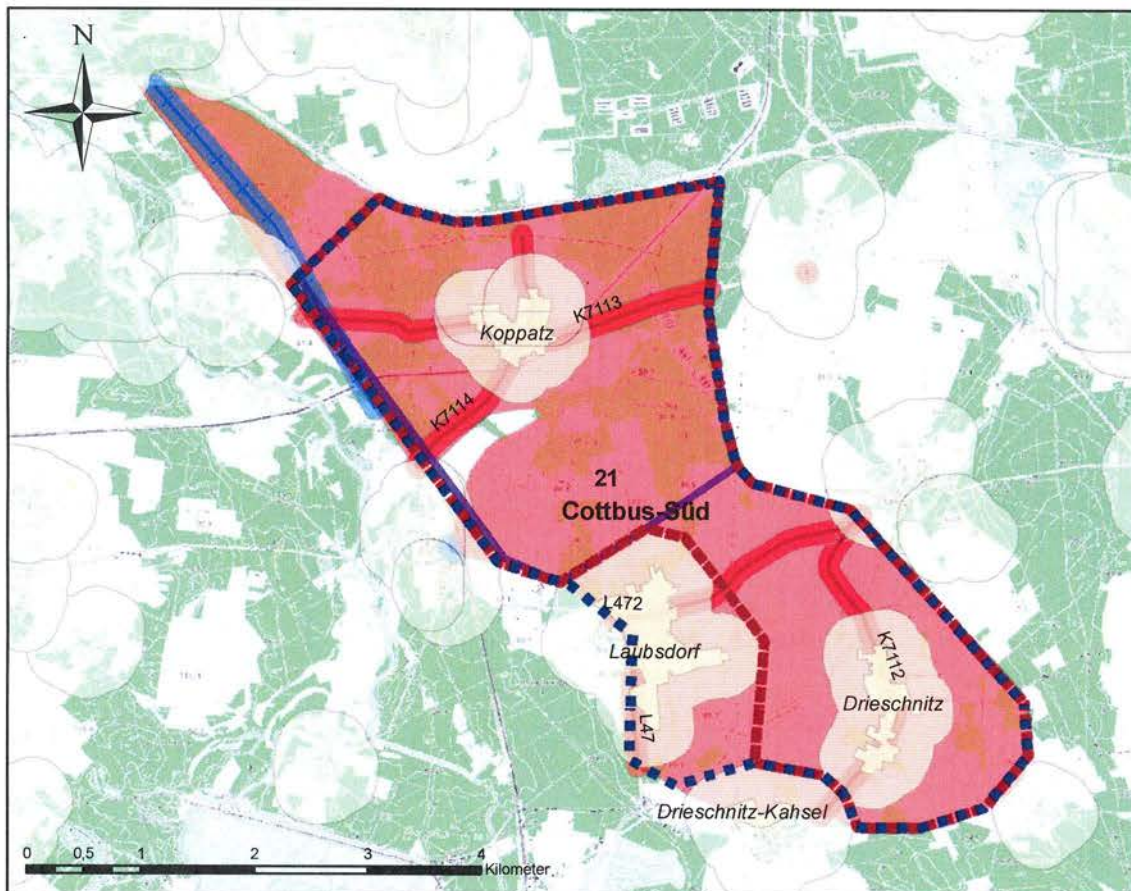 N
Koppatz
K7113
K7114
21
Cottbus-Süd
L472
Laubsdorf
K7112
Drieschnitz
L47
Drieschnitz-Kahsel
0 0,5 1 2 3 4
Kilometer